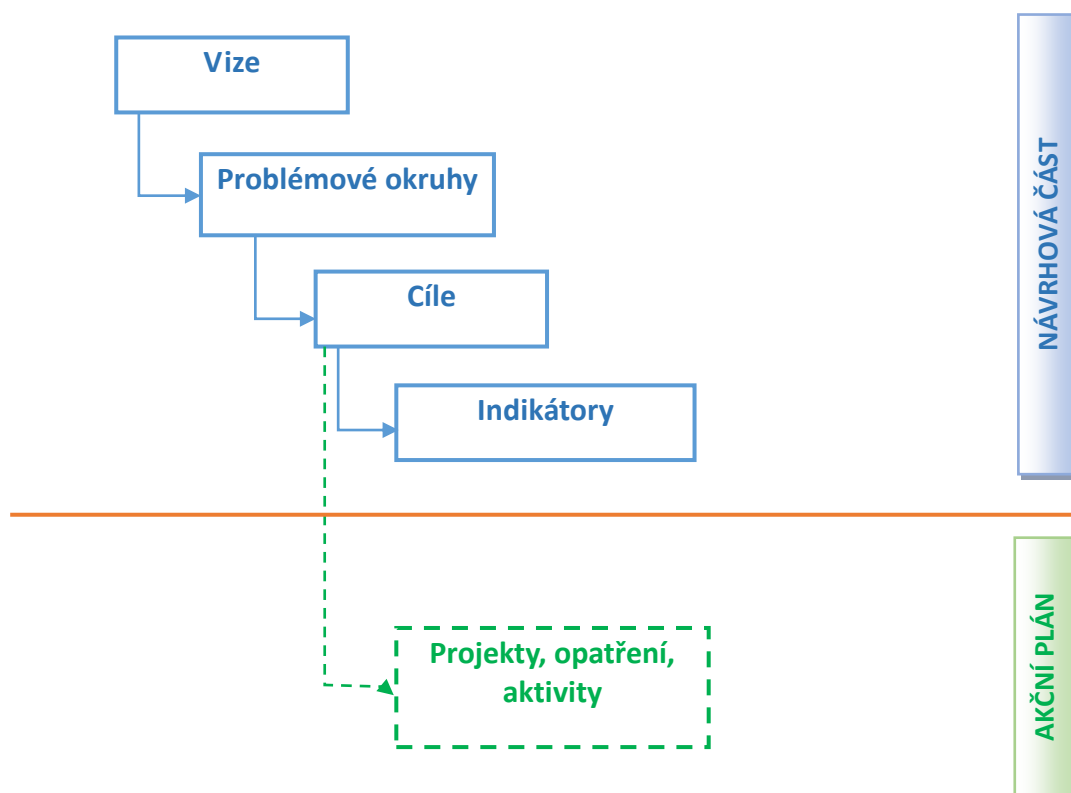 Vize
Problémové okruhy
Cíle
Indikátory
NÁVRHOVÁ ČÁST
Projekty, opatření,
aktivity
AKČNÍ PLÁN